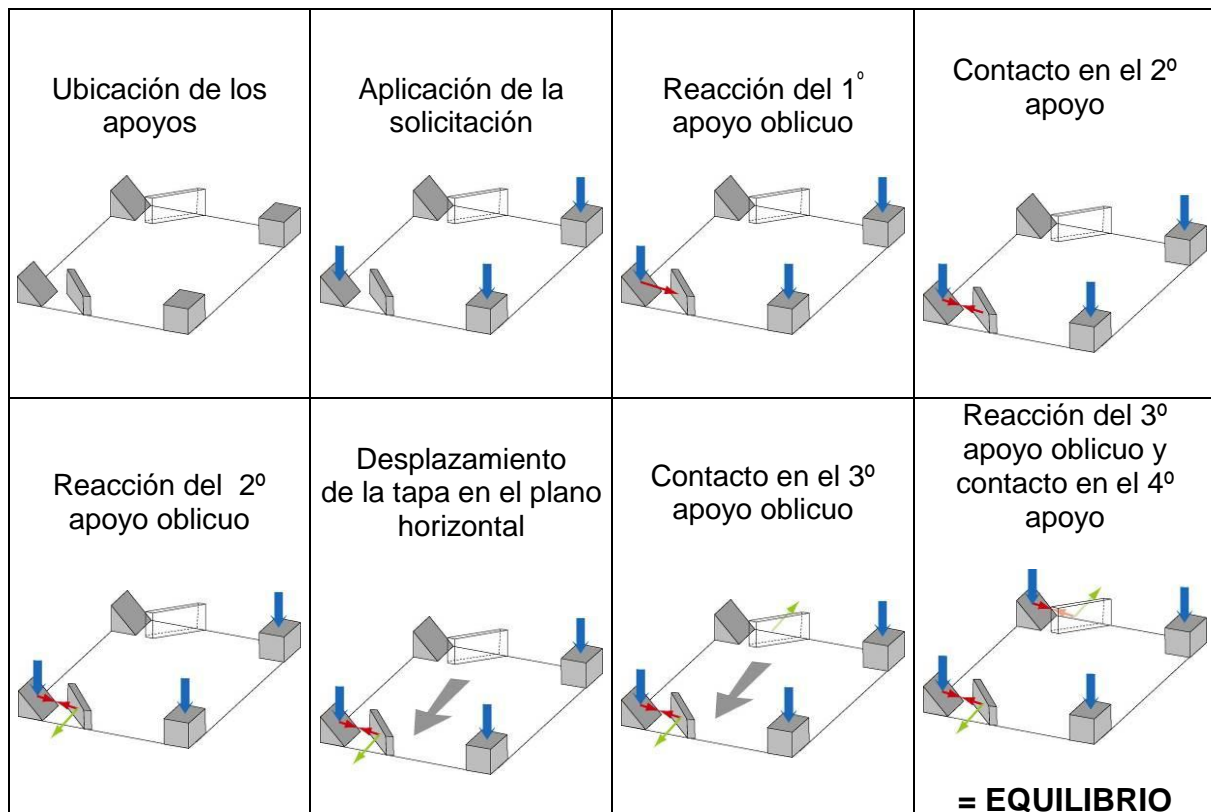 Ubicación de los
apoyos
Aplicación de la
solicitación
Reacción del 1º
apoyo oblicuo
Contacto en el 2º
apoyo
Reacción del 2º
apoyo oblicuo
Desplazamiento
de la tapa en el plano
horizontal
Contacto en el 3º
apoyo oblicuo
Reacción del 3º
apoyo oblicuo y
contacto en el 4º
apoyo
= EQUILIBRIO